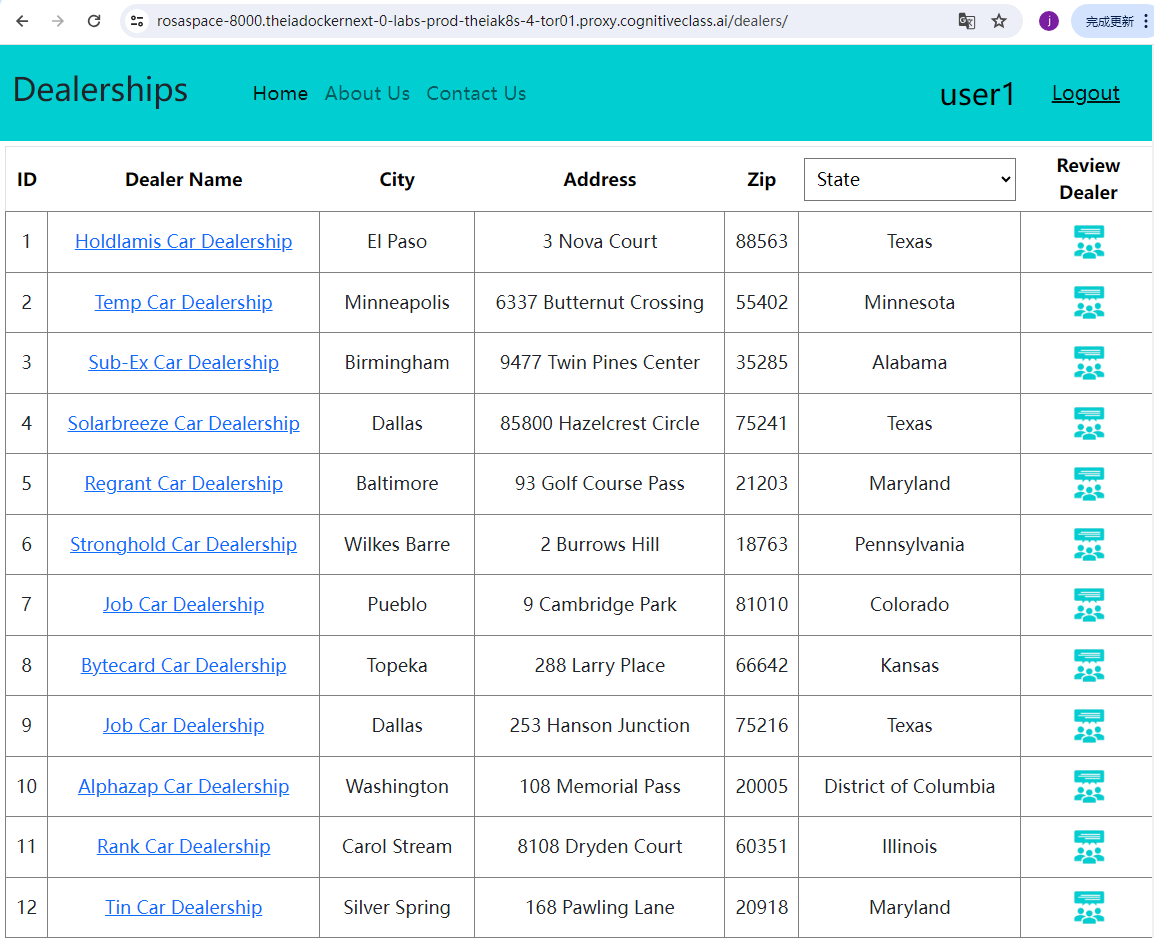 rosaspace-8000.theiadockernext-0-labs-prod-theiak8s-4-tor01.proxy.cognitiveclass.ai/dealers/ j 完成更新
Dealerships Home About Us Contact Us user1 Logout
ID Dealer Name City Address Zip State Review Dealer
1 Holdlamis Car Dealership El Paso 3 Nova Court 88563 Texas
2 Temp Car Dealership Minneapolis 6337 Butternut Crossing 55402 Minnesota
3 Sub-Ex Car Dealership Birmingham 9477 Twin Pines Center 35285 Alabama
4 Solarbreeze Car Dealership Dallas 85800 Hazelcrest Circle 75241 Texas
5 Regrant Car Dealership Baltimore 93 Golf Course Pass 21203 Maryland
6 Stronghold Car Dealership Wilkes Barre 2 Burrows Hill 18763 Pennsylvania
7 Job Car Dealership Pueblo 9 Cambridge Park 81010 Colorado
8 Bytecard Car Dealership Topeka 288 Larry Place 66642 Kansas
9 Job Car Dealership Dallas 253 Hanson Junction 75216 Texas
10 Alphazap Car Dealership Washington 108 Memorial Pass 20005 District of Columbia
11 Rank Car Dealership Carol Stream 8108 Dryden Court 60351 Illinois
12 Tin Car Dealership Silver Spring 168 Pawling Lane 20918 Maryland